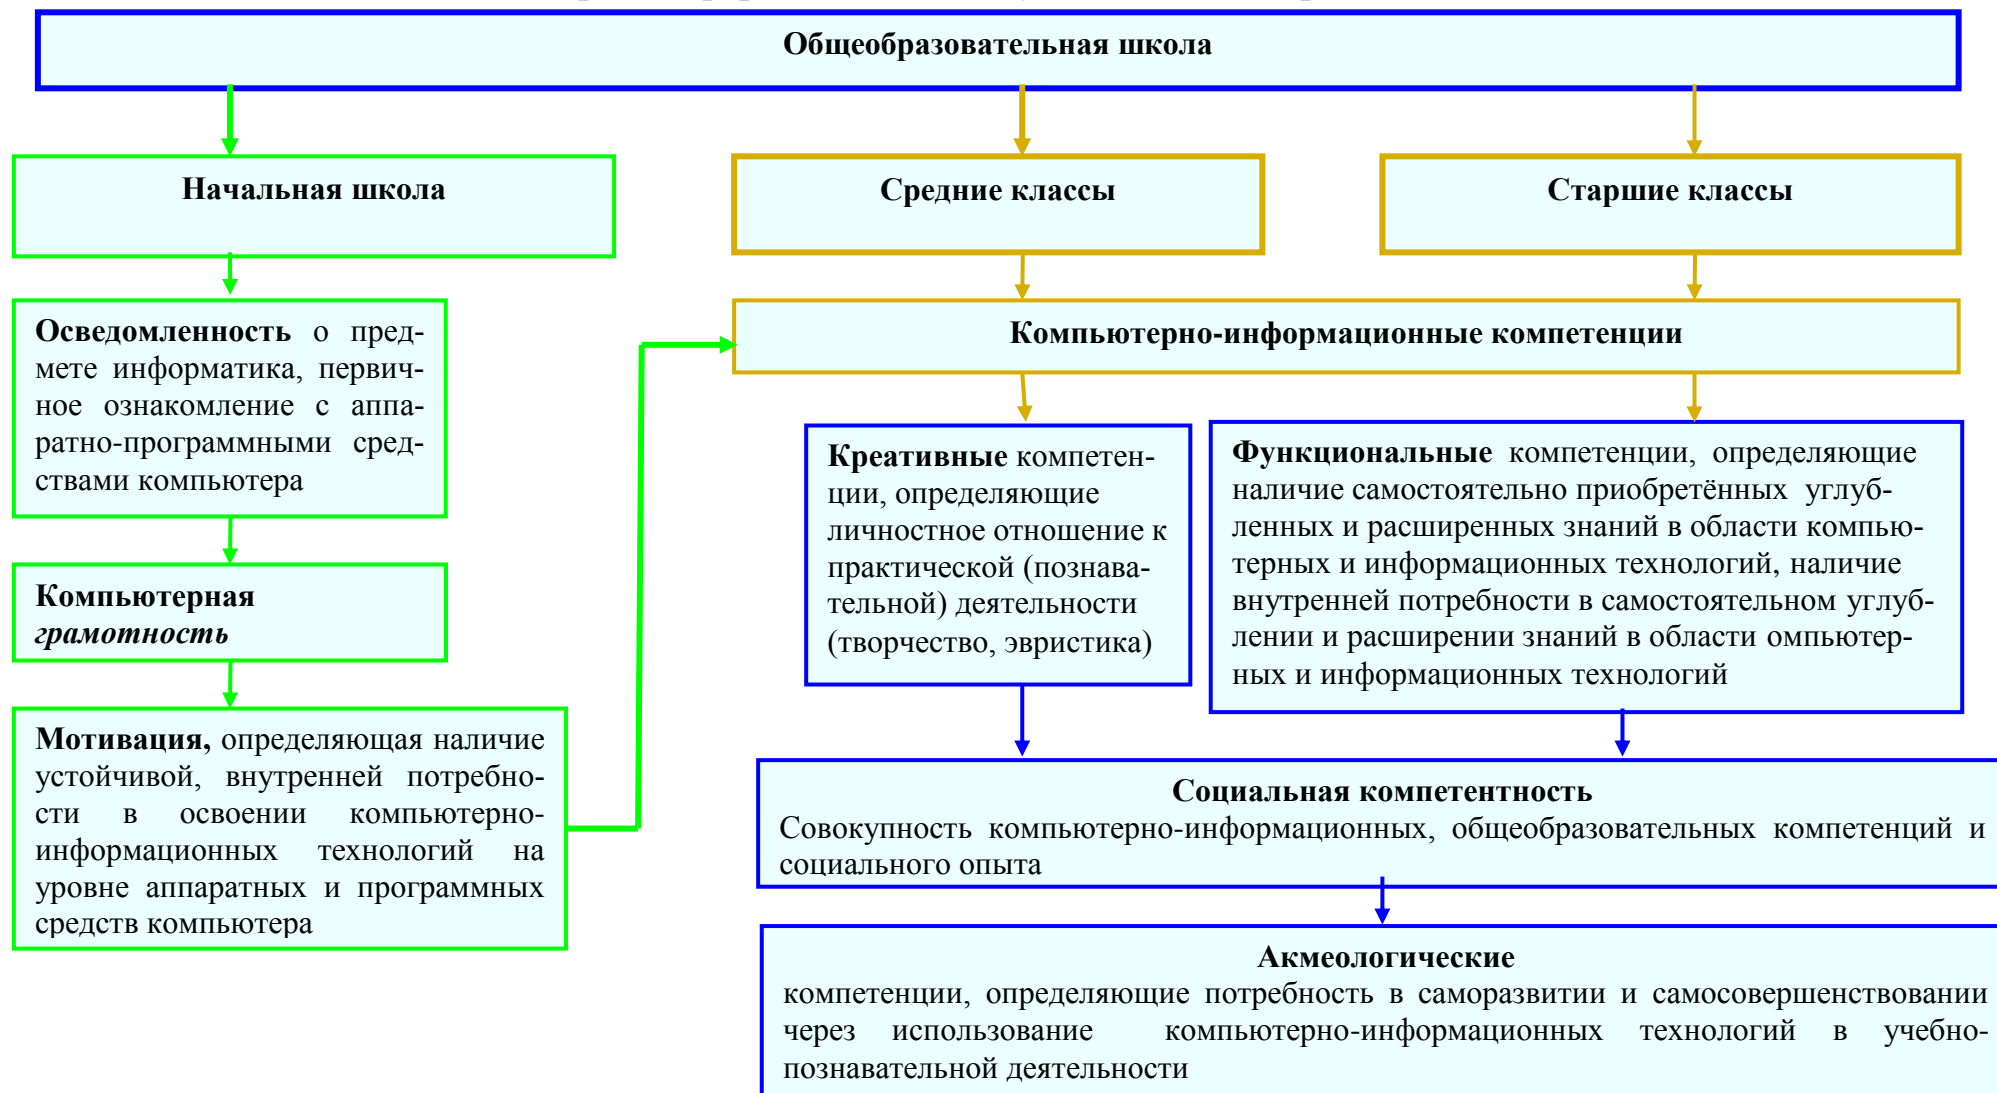 Общеобразовательная школа
Начальная школа
Средние классы
Старшие классы
Осведомленность о пред-
мете информатика, первич-
ное ознакомление с аппа-
ратно-программными сред-
ствами компьютера
Компьютерная
грамотность
Мотивация, определяющая наличие
устойчивой, внутренней потребно-
сти в освоении компьютерно-
информационных технологий на
уровне аппаратных и программных
средств компьютера
Компьютерно-информационные компетенции
Креативные компетен-
ции, определяющие
личностное отношение к
практической (познава-
тельной) деятельности
(творчество, эвристика)
Функциональные компетенции, определяющие
наличие самостоятельно приобретённых углуб-
ленных и расширенных знаний в области компью-
терных и информационных технологий, наличие
внутренней потребности в самостоятельном углуб-
лении и расширении знаний в области омпьютер-
ных и информационных технологий
Социальная компетентность
Совокупность компьютерно-информационных, общеобразовательных компетенций и
социального опыта
Акмеологические
компетенции, определяющие потребность в саморазвитии и самосовершенствовании
через использование компьютерно-информационных технологий в учебно-
познавательной деятельности